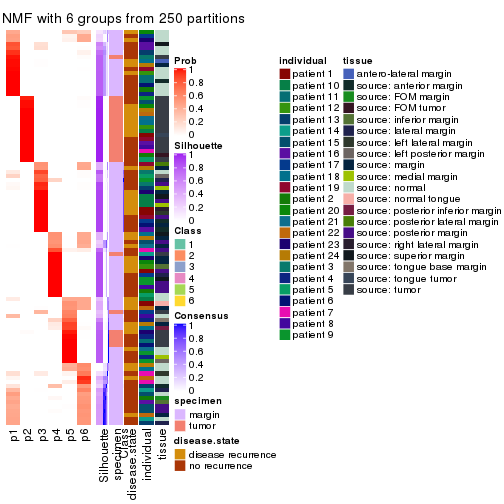 NMF with 6 groups from 250 partitions
Prob
1
0.8
0.6
0.4
0.2
0
Silhouette
1
0.8
0.6
0.4
0.2
0
Class
1
2
3
4
5
6
Consensus
1
0.8
0.6
0.4
0.2
0
specimen
margin
tumor
disease.state
disease recurrence
no recurrence
individual
patient 1
patient 10
patient 11
patient 12
patient 13
patient 14
patient 15
patient 16
patient 17
patient 18
patient 19
patient 2
patient 20
patient 21
patient 22
patient 23
patient 24
patient 3
patient 4
patient 5
patient 6
patient 7
patient 8
patient 9
tissue
antero-lateral margin
source: anterior margin
source: FOM margin
source: FOM tumor
source: inferior margin
source: lateral margin
source: left lateral margin
source: left posterior margin
source: margin
source: medial margin
source: normal
source: normal tongue
source: posterior inferior margin
source: posterior lateral margin
source: posterior margin
source: right lateral margin
source: superior margin
source: tongue base margin
source: tongue tumor
source: tumor
p1
p2
p3
p4
p5
p6
Silhouette
specimen
Class
disease.state
individual
tissue